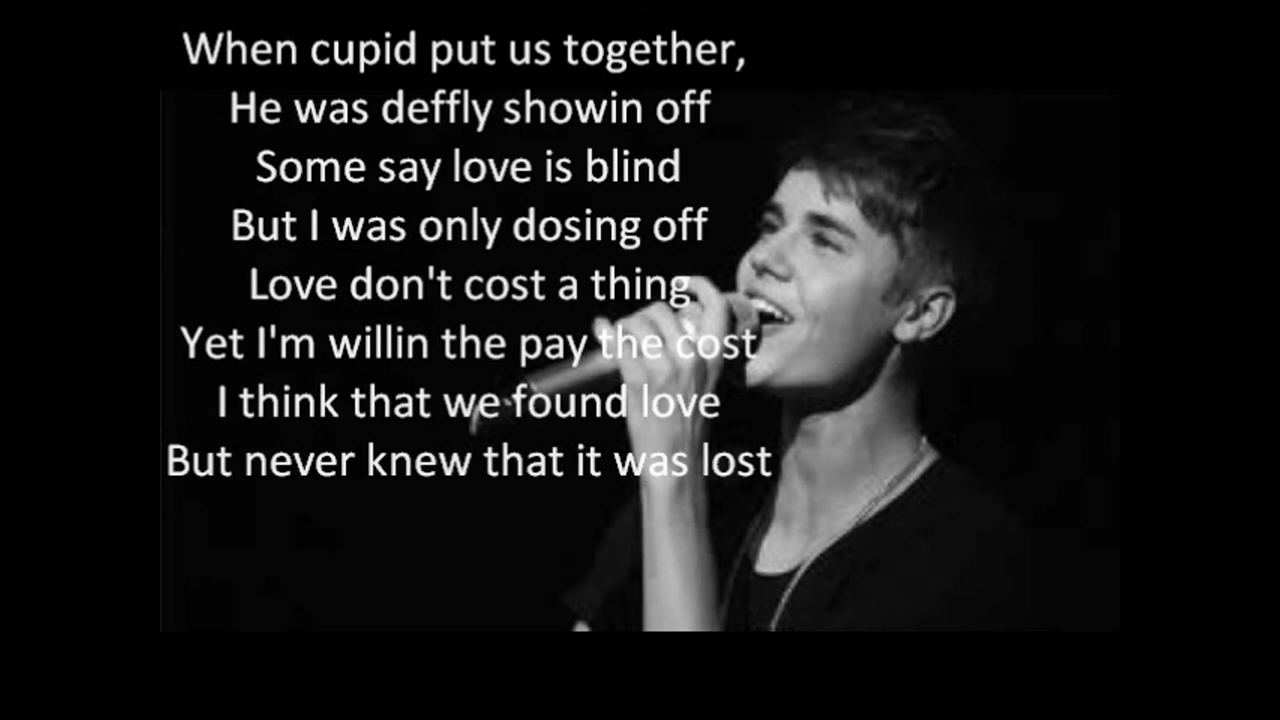 When cupid put us together,
He was deffly showin off
Some say love is blind
But I was only dosing off
Love don't cost a thing
Yet I'm willin the pay the cost
I think that we found love
But never knew that it was lost